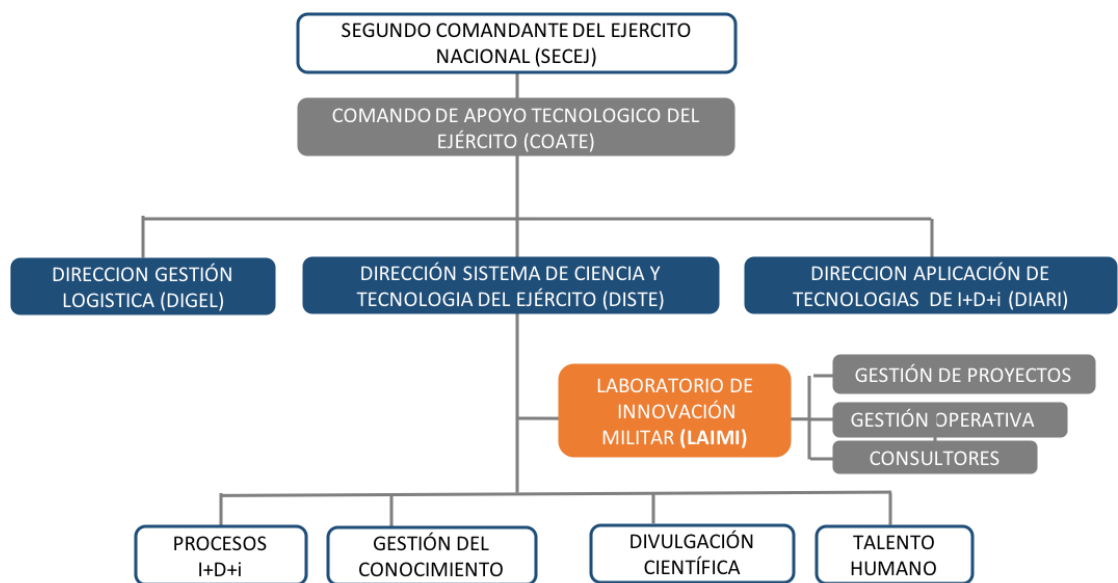 SEGUNDO COMANDANTE DEL EJERCITO
NACIONAL (SECEJ)
COMANDO DE APOYO TECNOLOGICO DEL
EJÉRCITO (COATE)
DIRECCION GESTIÓN
LOGISTICA (DIGEL)
DIRECCIÓN SISTEMA DE CIENCIA Y
TECNOLOGIA DEL EJÉRCITO (DISTE)
DIRECCION APLICACIÓN DE
TECNOLOGIAS DE I+D+i (DIARI)
LABORATORIO DE
INNOVACIÓN
MILITAR (LAIMI)
GESTIÓN DE PROYECTOS
GESTIÓN OPERATIVA
CONSULTORES
PROCESOS
I+D+i
GESTIÓN DEL
CONOCIMIENTO
DIVULGACIÓN
CIENTÍFICA
TALENTO
HUMANO